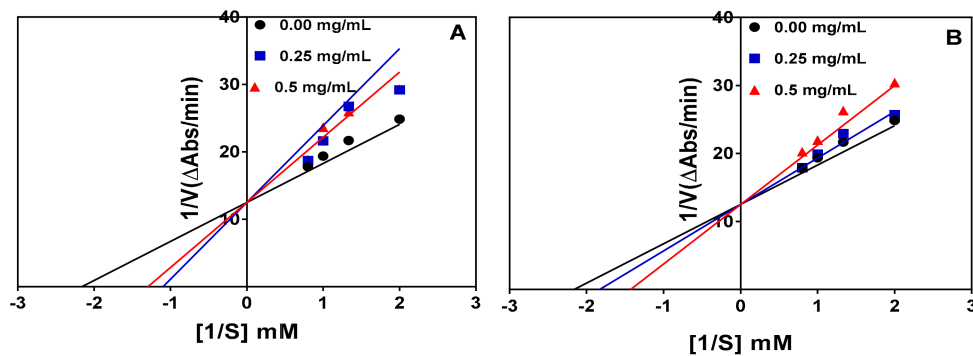 40
A
0.00 mg/mL
0.25 mg/mL
0.5 mg/mL
30
20
10
1/V(ΔAbs/min)
-3 -2 -1 0 1 2 3
[1/S] mM
40
B
0.00 mg/mL
0.25 mg/mL
0.5 mg/mL
30
20
10
1/V(ΔAbs/min)
-3 -2 -1 0 1 2 3
[1/S] mM